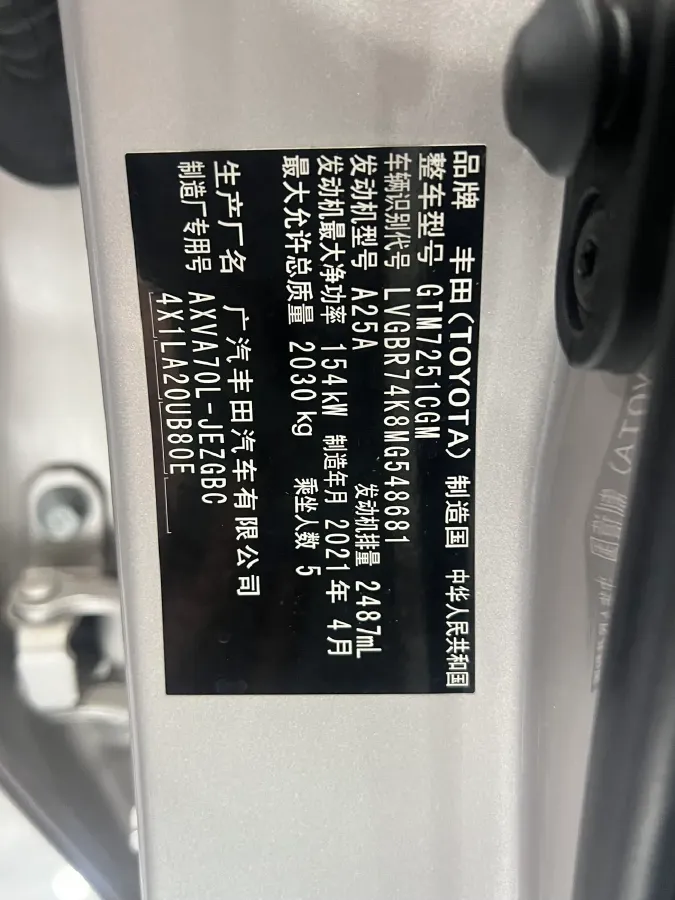 品牌 丰田(TOYOTA) 制造国 中华人民共和国
整车型号 GTM7251CGM
车辆识别代号 LVGBR74K8MG548681
发动机型号 A25A 发动机排量 2487mL
发动机最大净功率 154kW 制造年月 2021年 4月
最大允许总质量 2030kg 乘坐人数 5
生产厂名 广汽丰田汽车有限公司
制造厂专用号 AXVA70L-JEZGBC
4X1LA20UB80E